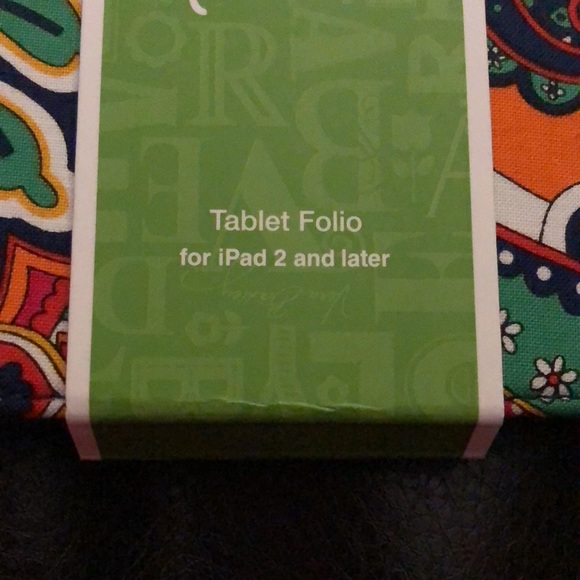 Tablet Folio
for iPad 2 and later